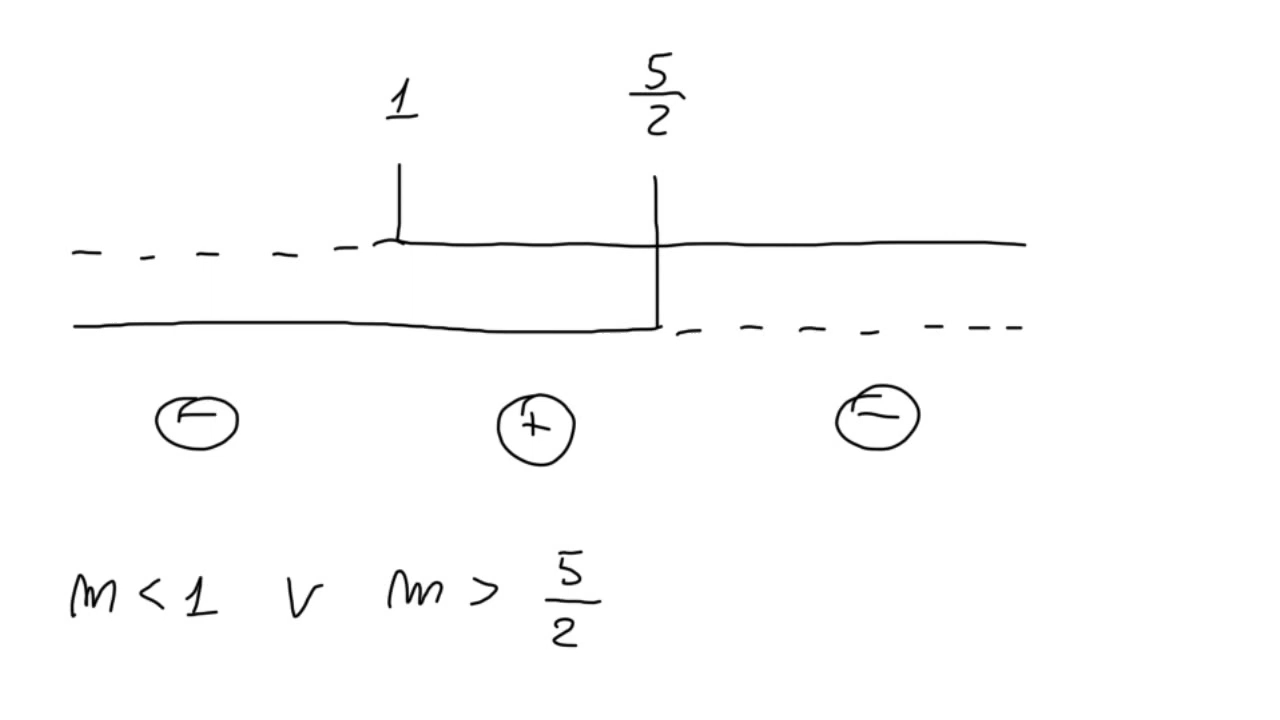 1 5/2
- + -
m < 1 ∨ m > 5/2